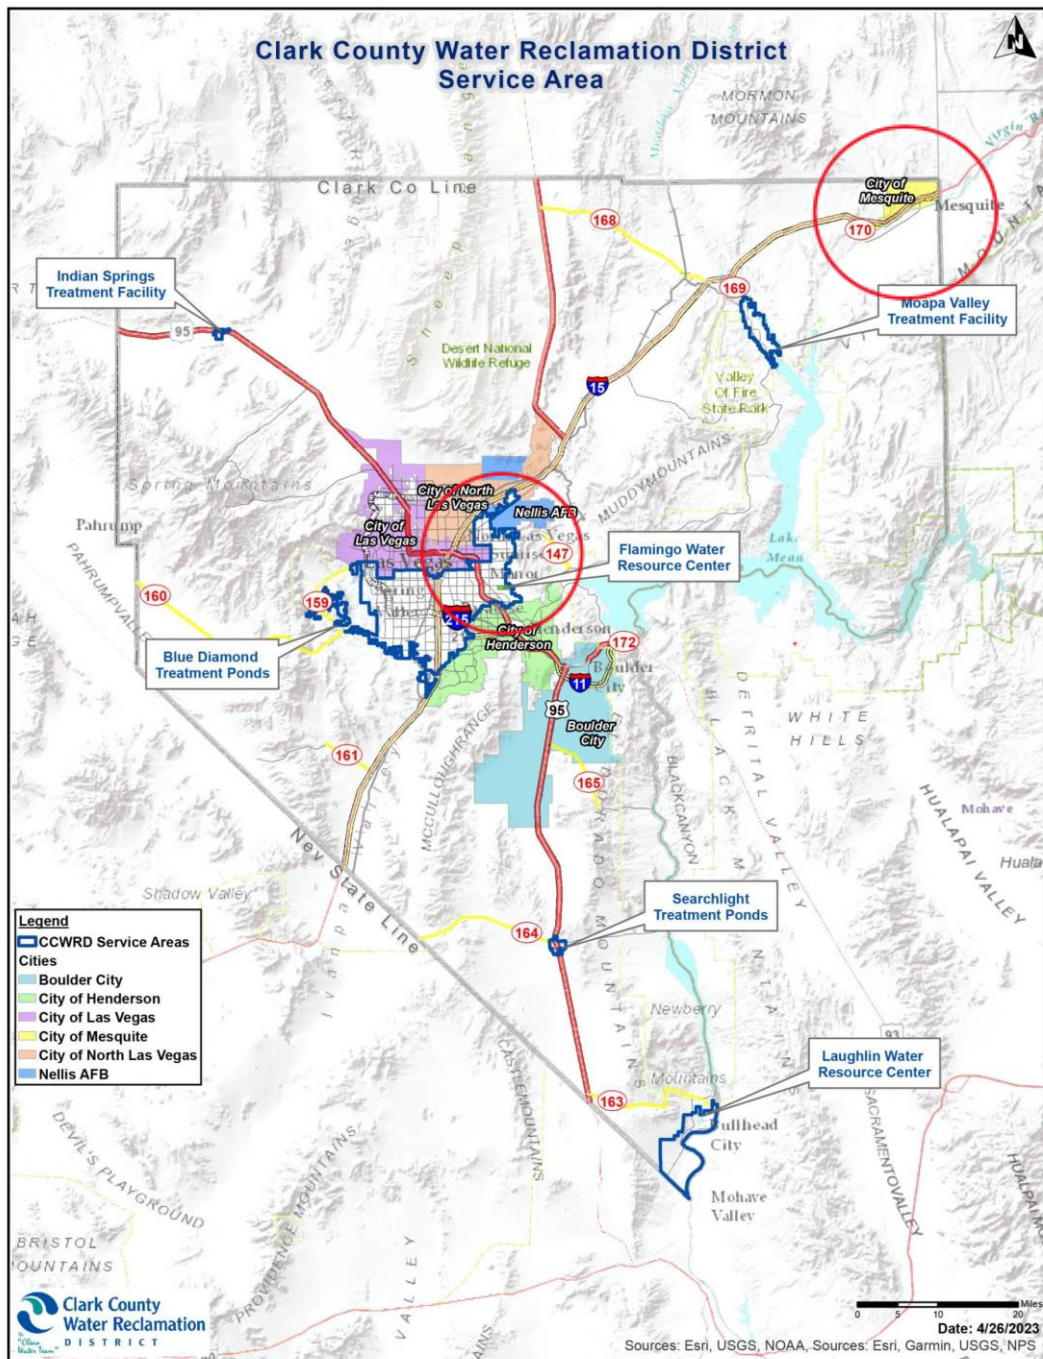 Clark County Water Reclamation District
Service Area
N
MORMON
MOUNTAINS
Clark Co Line
City of
Mesquite
Mesquite
168
170
Indian Springs
Treatment Facility
169
Moapa Valley
Treatment Facility
95
Desert National
Wildlife Refuge
15
Valley
Of Fire
State Park
MUDDY MOUNTAINS
Spring Mountains
City of North
Las Vegas
Nellis AFB
City of
Las Vegas
Las Vegas
Pahrump
147
Flamingo Water
Resource Center
Lake
Mead
160
159
215
City of
Henderson
Henderson
172
Blue Diamond
Treatment Ponds
Boulder
City
11
95
Boulder
City
WHITE
HILLS
DETRITAL VALLEY
161
165
MCCULLOUGH RANGE
BLACK CANYON
Mohave
HUALAPAI VALLEY
Nev State Line
Shadow Valley
Searchlight
Treatment Ponds
164
Legend
CCWRD Service Areas
Cities
Boulder City
City of Henderson
City of Las Vegas
City of Mesquite
City of North Las Vegas
Nellis AFB
Newberry
Mountains
93
Laughlin Water
Resource Center
163
Bullhead
City
CASTLE MOUNTAINS
SACRAMENTO VALLEY
DEVIL'S PLAYGROUND
PROVIDENCE MOUNTAINS
Mohave
Valley
BRISTOL
MOUNTAINS
VALLEY
Clark County
Water Reclamation
DISTRICT
"Clean
Water Team"
Miles
0 5 10 20
Date: 4/26/2023
Sources: Esri, USGS, NOAA, Sources: Esri, Garmin, USGS, NPS